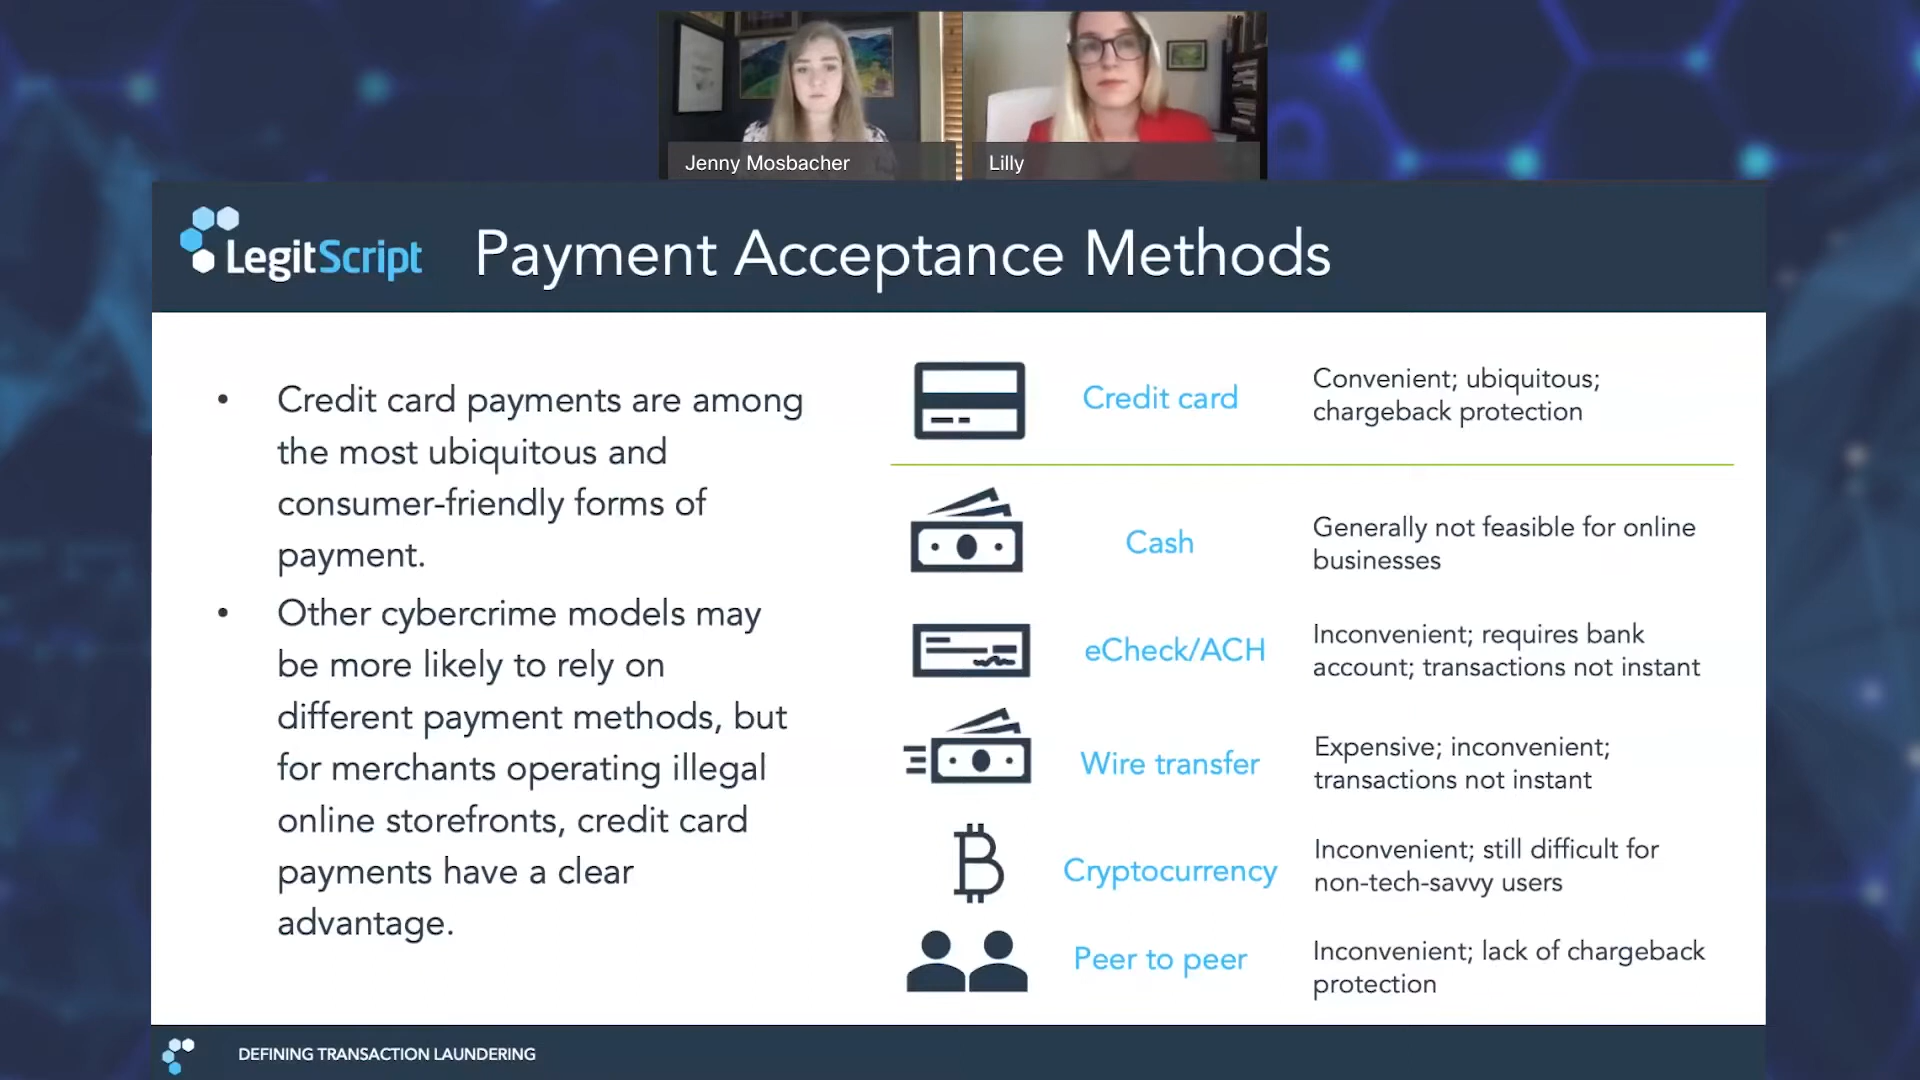 Jenny Mosbacher
Lilly
LegitScript
Payment Acceptance Methods
• Credit card payments are among
the most ubiquitous and
consumer-friendly forms of
payment.
• Other cybercrime models may
be more likely to rely on
different payment methods, but
for merchants operating illegal
online storefronts, credit card
payments have a clear
advantage.
Credit card
Convenient; ubiquitous;
chargeback protection
Cash
Generally not feasible for online
businesses
eCheck/ACH
Inconvenient; requires bank
account; transactions not instant
Wire transfer
Expensive; inconvenient;
transactions not instant
Cryptocurrency
Inconvenient; still difficult for
non-tech-savvy users
Peer to peer
Inconvenient; lack of chargeback
protection
DEFINING TRANSACTION LAUNDERING